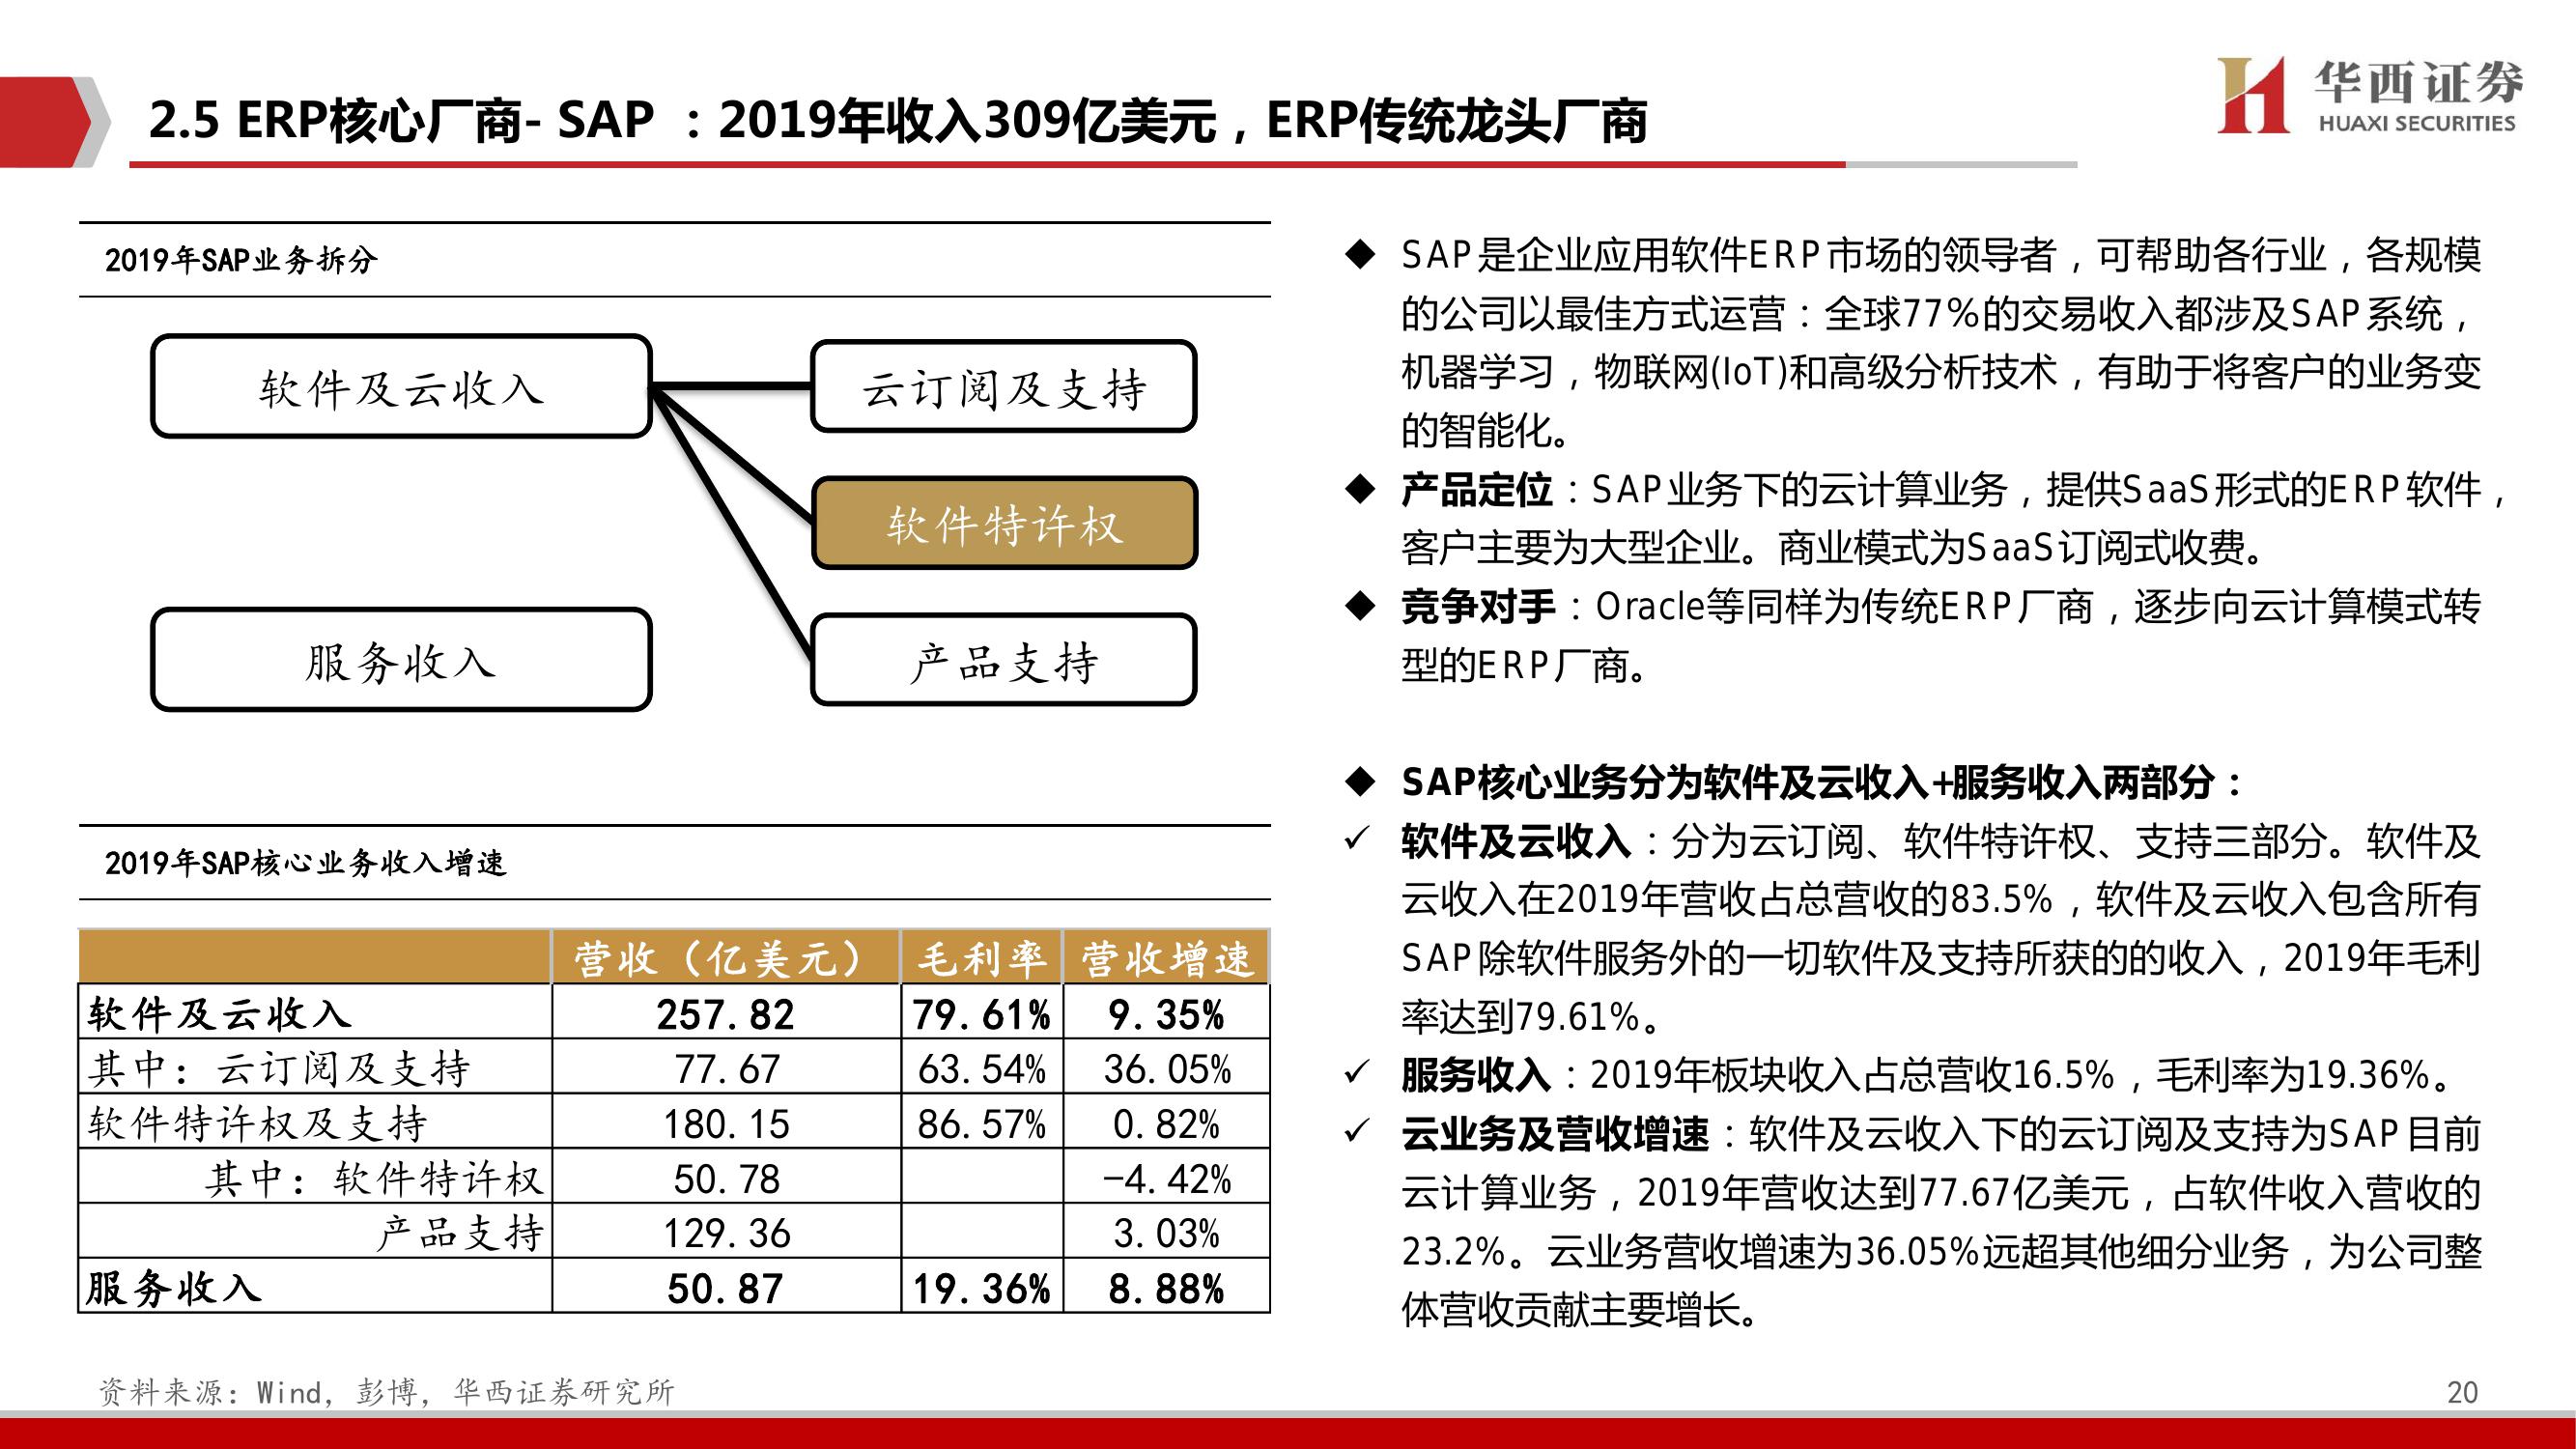 2.5 ERP核心厂商- SAP ：2019年收入309亿美元，ERP传统龙头厂商
华西证券
HUAXI SECURITIES
2019年SAP业务拆分
软件及云收入
云订阅及支持
软件特许权
服务收入
产品支持
2019年SAP核心业务收入增速
营收（亿美元） 毛利率 营收增速
软件及云收入 257.82 79.61% 9.35%
其中：云订阅及支持 77.67 63.54% 36.05%
软件特许权及支持 180.15 86.57% 0.82%
其中：软件特许权 50.78 -4.42%
产品支持 129.36 3.03%
服务收入 50.87 19.36% 8.88%
◆ SAP是企业应用软件ERP市场的领导者，可帮助各行业，各规模
的公司以最佳方式运营：全球77%的交易收入都涉及SAP系统，
机器学习，物联网(IoT)和高级分析技术，有助于将客户的业务变
的智能化。
◆ 产品定位：SAP业务下的云计算业务，提供SaaS形式的ERP软件，
客户主要为大型企业。商业模式为SaaS订阅式收费。
◆ 竞争对手：Oracle等同样为传统ERP厂商，逐步向云计算模式转
型的ERP厂商。
◆ SAP核心业务分为软件及云收入+服务收入两部分：
✓ 软件及云收入：分为云订阅、软件特许权、支持三部分。软件及
云收入在2019年营收占总营收的83.5%，软件及云收入包含所有
SAP除软件服务外的一切软件及支持所获的的收入，2019年毛利
率达到79.61%。
✓ 服务收入：2019年板块收入占总营收16.5%，毛利率为19.36%。
✓ 云业务及营收增速：软件及云收入下的云订阅及支持为SAP目前
云计算业务，2019年营收达到77.67亿美元，占软件收入营收的
23.2%。云业务营收增速为36.05%远超其他细分业务，为公司整
体营收贡献主要增长。
资料来源：Wind，彭博，华西证券研究所
20